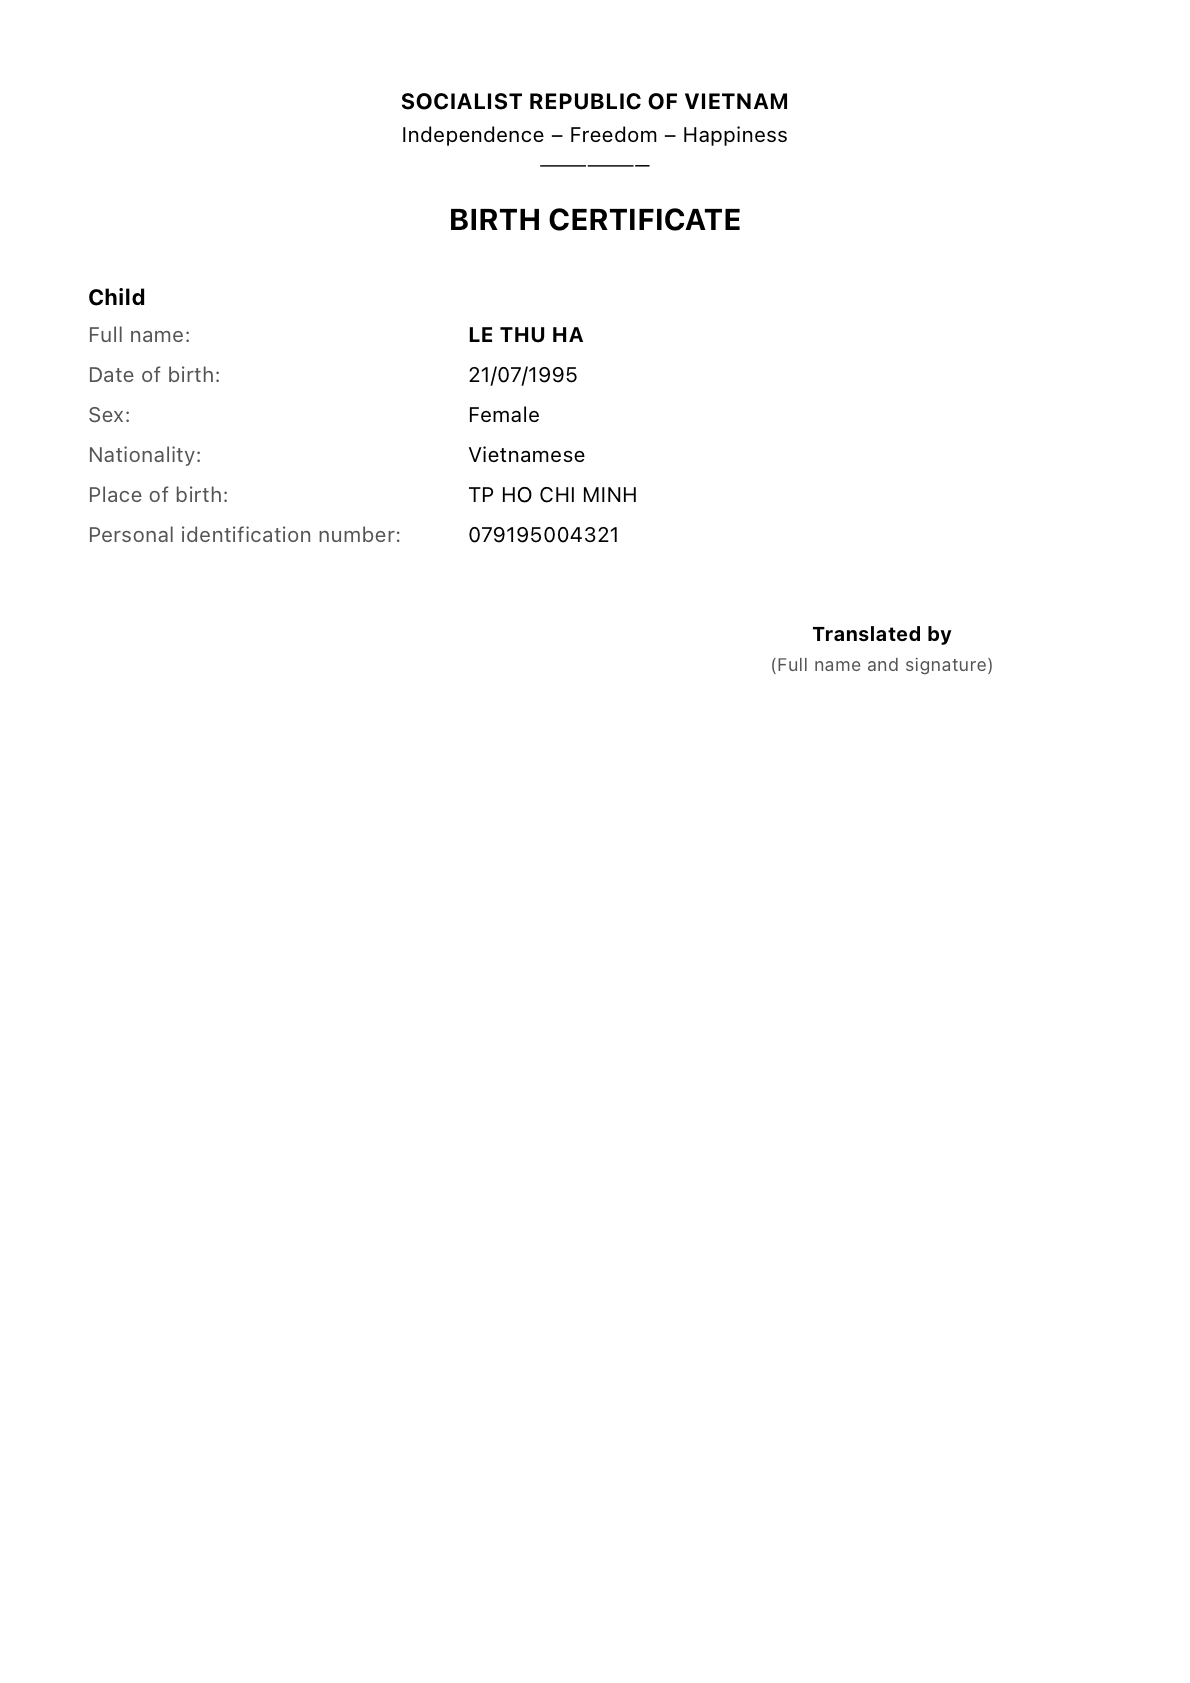 SOCIALIST REPUBLIC OF VIETNAM
Independence – Freedom – Happiness
BIRTH CERTIFICATE
Child
Full name: LE THU HA
Date of birth: 21/07/1995
Sex: Female
Nationality: Vietnamese
Place of birth: TP HO CHI MINH
Personal identification number: 079195004321
Translated by
(Full name and signature)